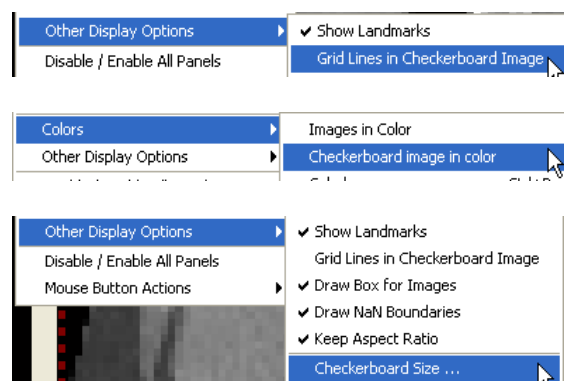 Other Display Options
✔ Show Landmarks
Disable / Enable All Panels
Grid Lines in Checkerboard Image
Colors
Images in Color
Other Display Options
Checkerboard image in color
Other Display Options
✔ Show Landmarks
Disable / Enable All Panels
Grid Lines in Checkerboard Image
Mouse Button Actions
✔ Draw Box for Images
✔ Draw NaN Boundaries
✔ Keep Aspect Ratio
Checkerboard Size ...